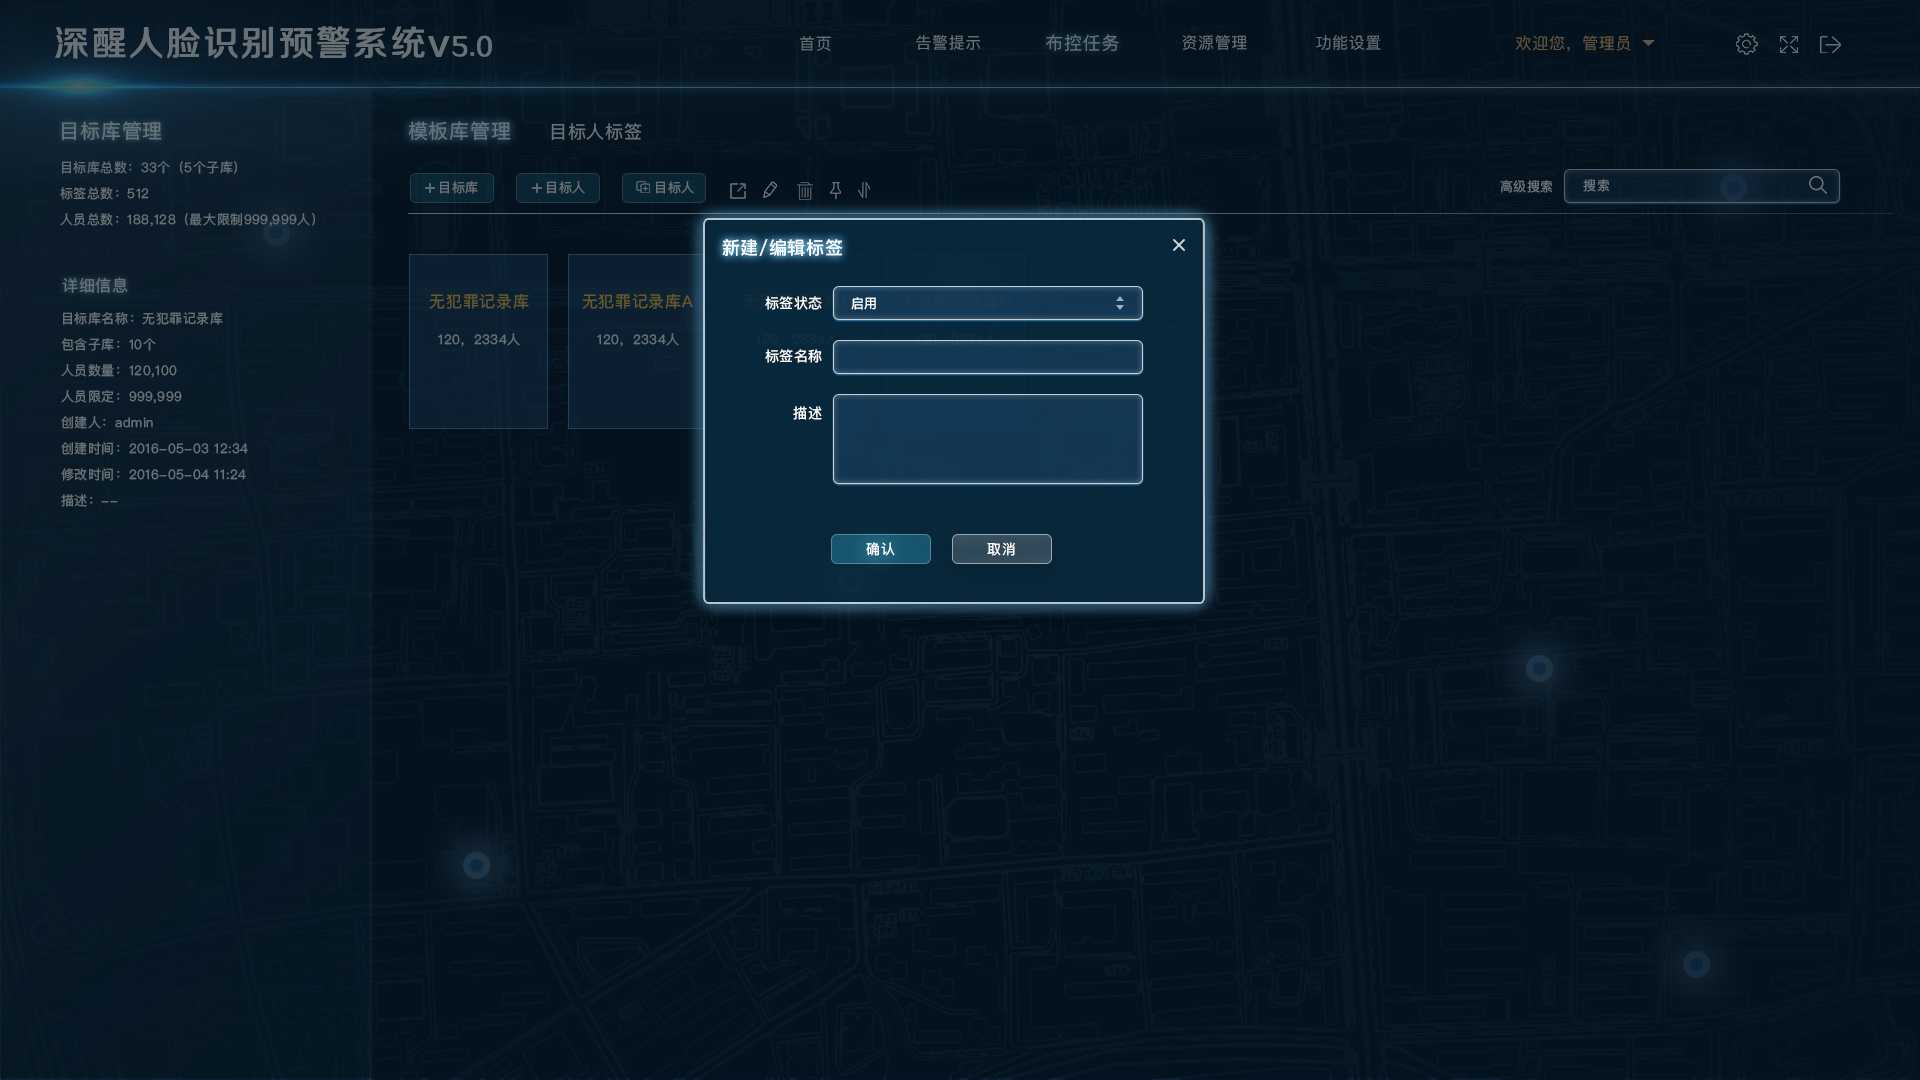 深醒人脸识别预警系统V5.0
首页
告警提示
布控任务
资源管理
功能设置
欢迎您，管理员
目标库管理
目标库总数：33个（5个子库）
标签总数：512
人员总数：188,128（最大限制999,999人）
详细信息
目标库名称：无犯罪记录库
包含子库：10个
人员数量：120,100
人员限定：999,999
创建人：admin
创建时间：2016-05-03 12:34
修改时间：2016-05-04 11:24
描述：--
模板库管理
目标人标签
+目标库
+目标人
目标人
高级搜索
搜索
无犯罪记录库
120，2334人
无犯罪记录库A
120，2334人
新建/编辑标签
标签状态
启用
标签名称
描述
确认
取消